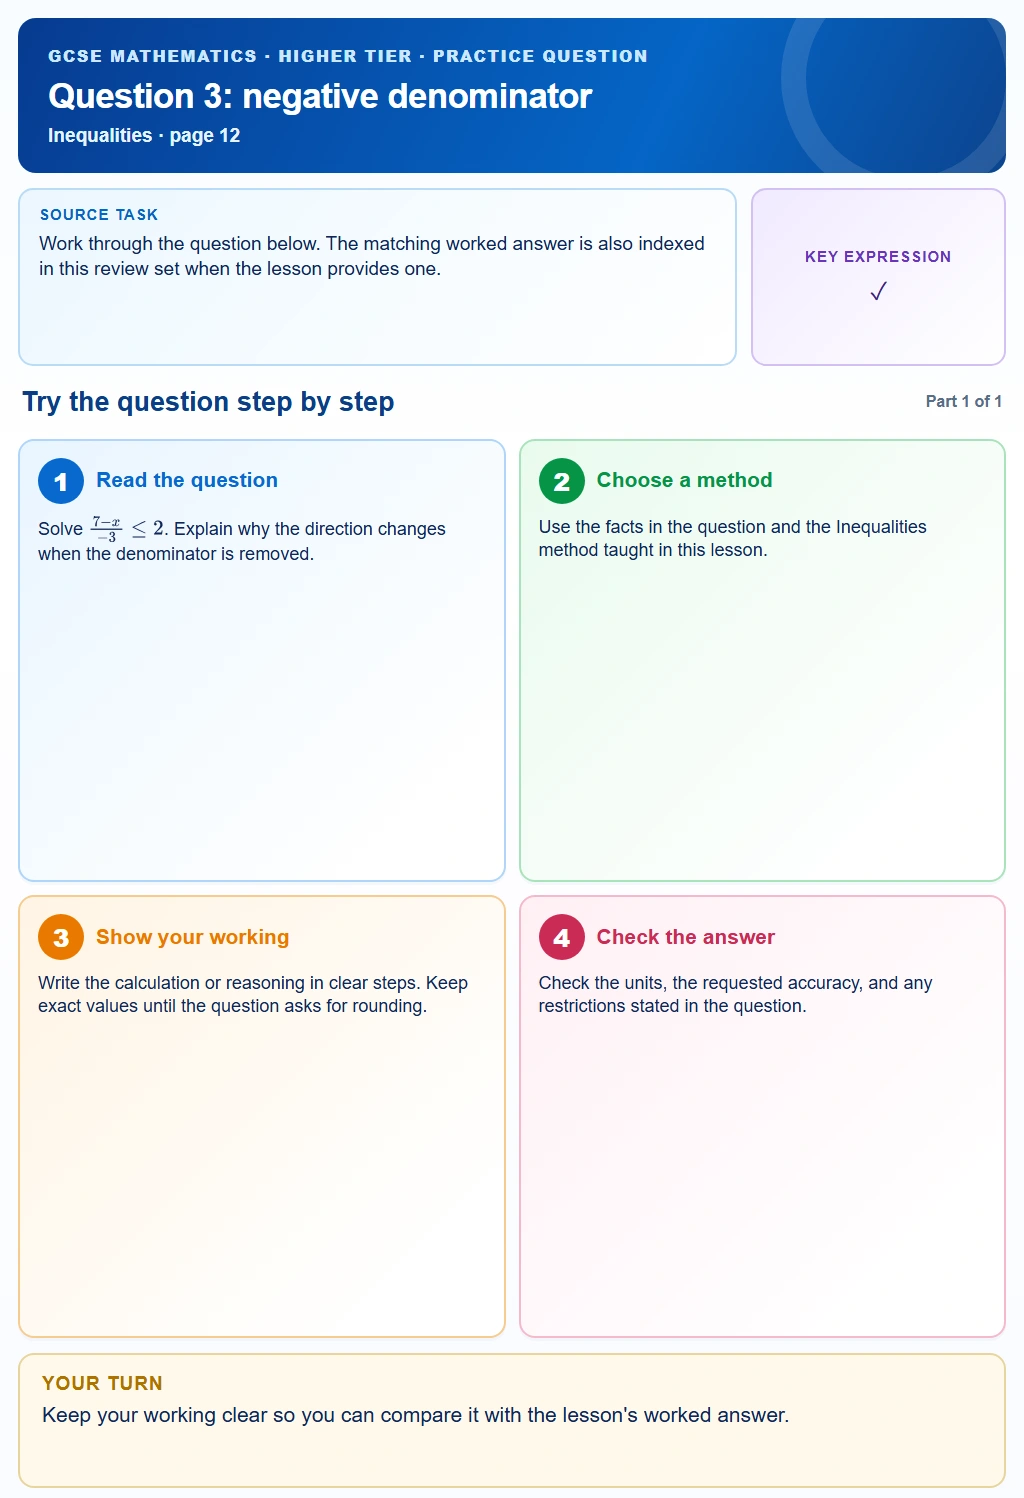 GCSE MATHEMATICS · HIGHER TIER · PRACTICE QUESTION
Question 3: negative denominator
Inequalities · page 12
SOURCE TASK
Work through the question below. The matching worked answer is also indexed
in this review set when the lesson provides one.
KEY EXPRESSION
✓
Try the question step by step
Part 1 of 1
1 Read the question
Solve \frac{7-x}{-3} ≤ 2. Explain why the direction changes
when the denominator is removed.
2 Choose a method
Use the facts in the question and the Inequalities
method taught in this lesson.
3 Show your working
Write the calculation or reasoning in clear steps. Keep
exact values until the question asks for rounding.
4 Check the answer
Check the units, the requested accuracy, and any
restrictions stated in the question.
YOUR TURN
Keep your working clear so you can compare it with the lesson's worked answer.